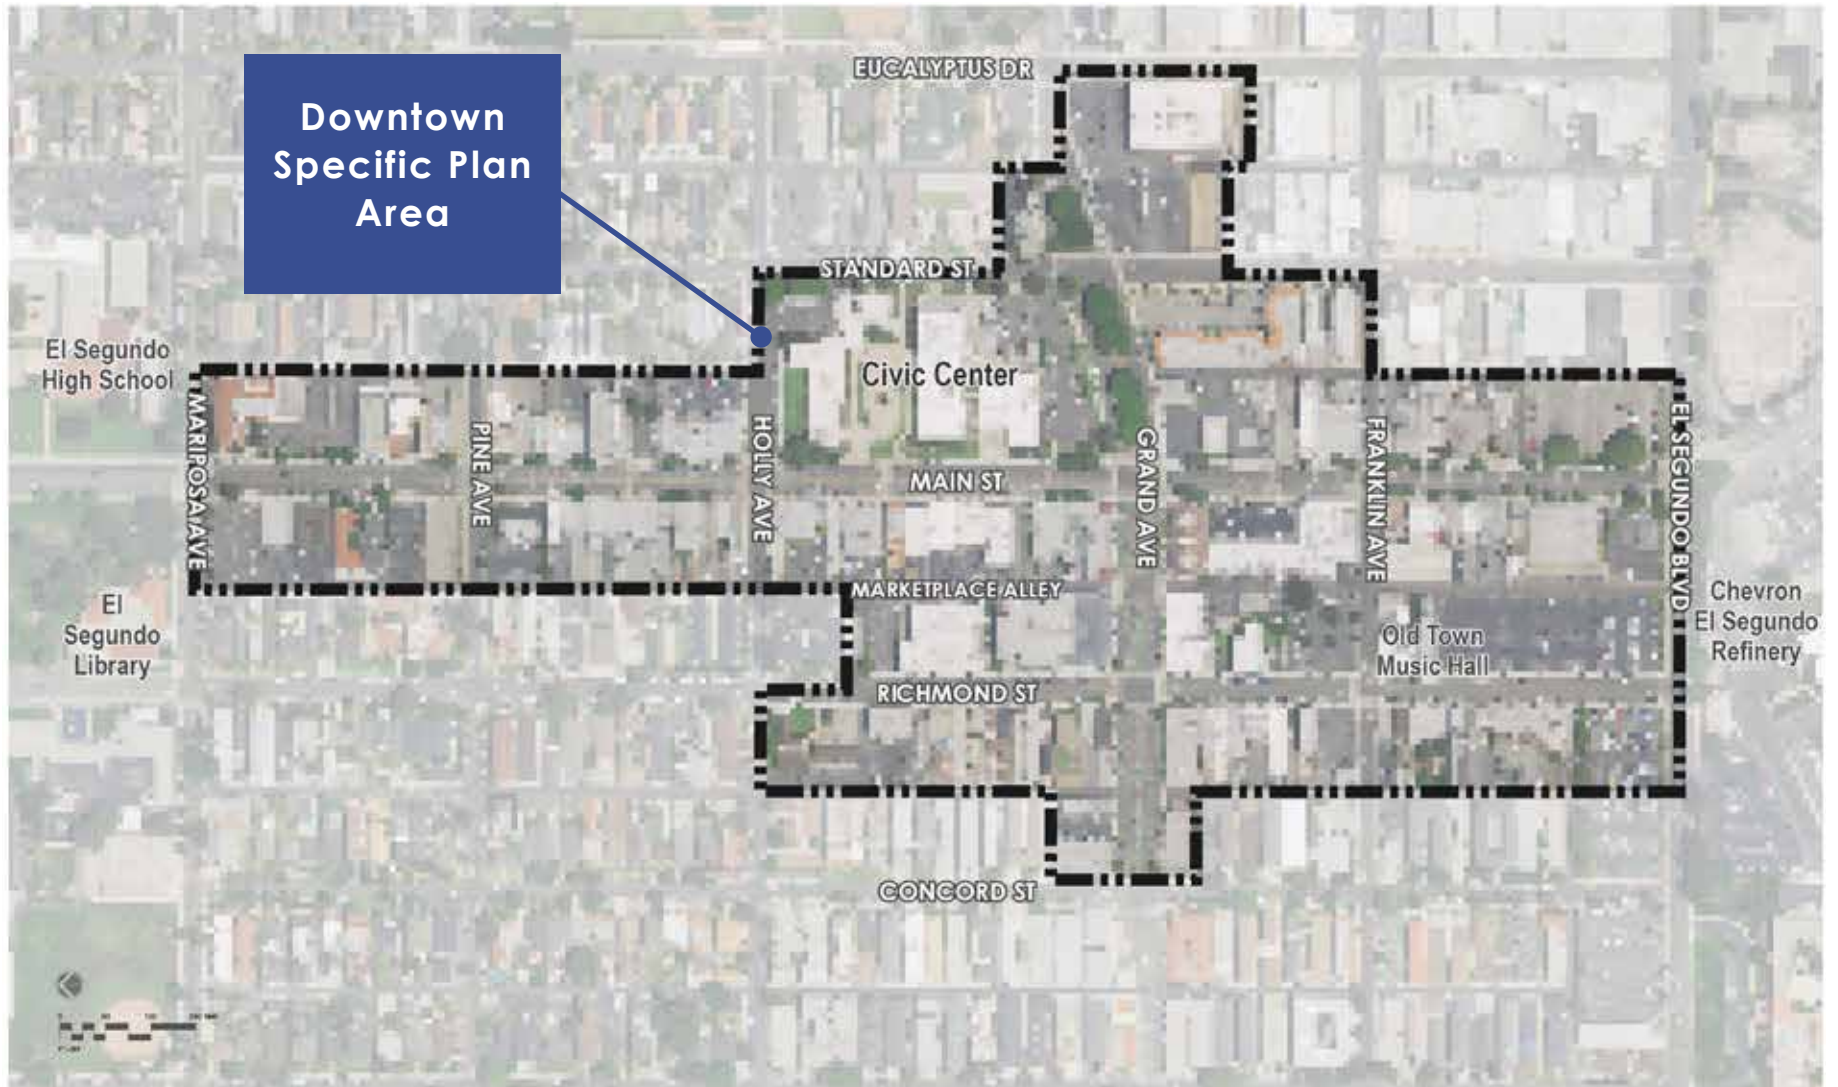 EUCALYPTUS DR
Downtown
Specific Plan
Area
STANDARD ST
El Segundo
High School
Civic Center
MARIPOSA AVE
PINE AVE
HOLLY AVE
MAIN ST
GRAND AVE
FRANKLIN AVE
EL SEGUNDO BLVD
MARKETPLACE ALLEY
El
Segundo
Library
Old Town
Music Hall
Chevron
El Segundo
Refinery
RICHMOND ST
CONCORD ST